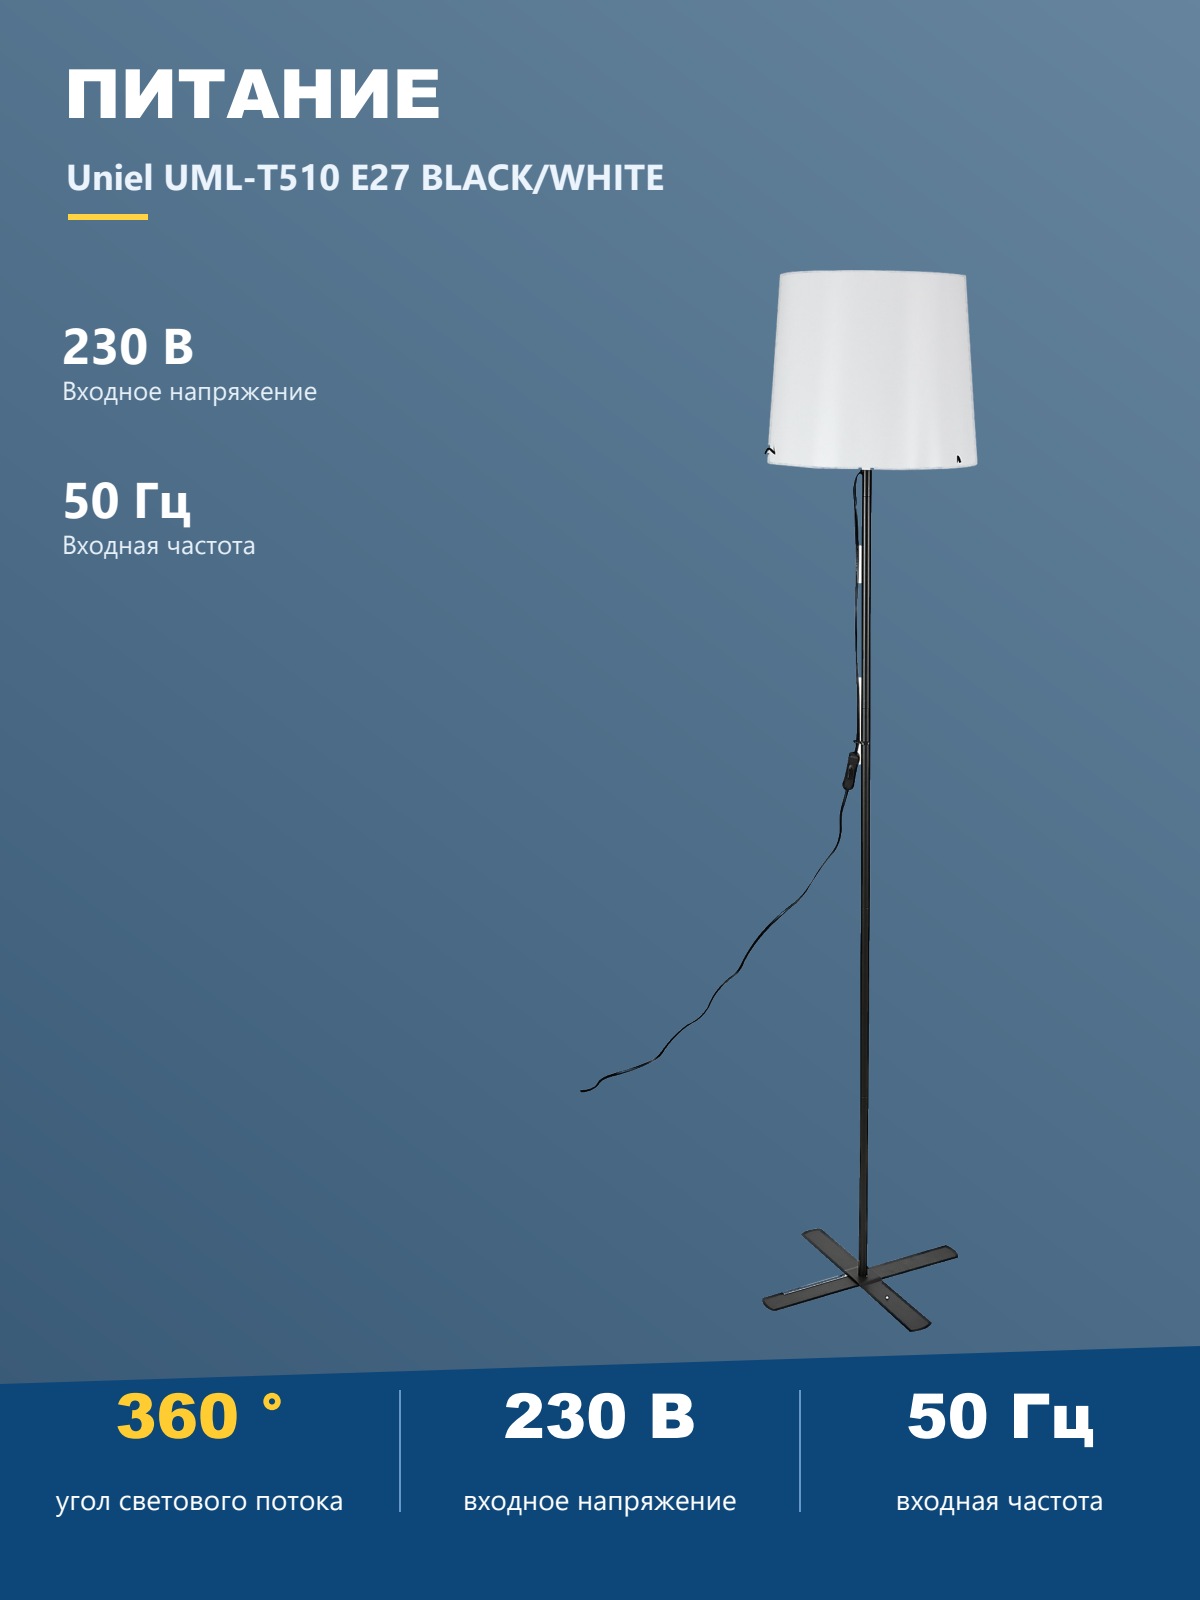 ПИТАНИЕ
Uniel UML-T510 E27 BLACK/WHITE
230 В
Входное напряжение
50 Гц
Входная частота
360 °
угол светового потока
230 В
входное напряжение
50 Гц
входная частота